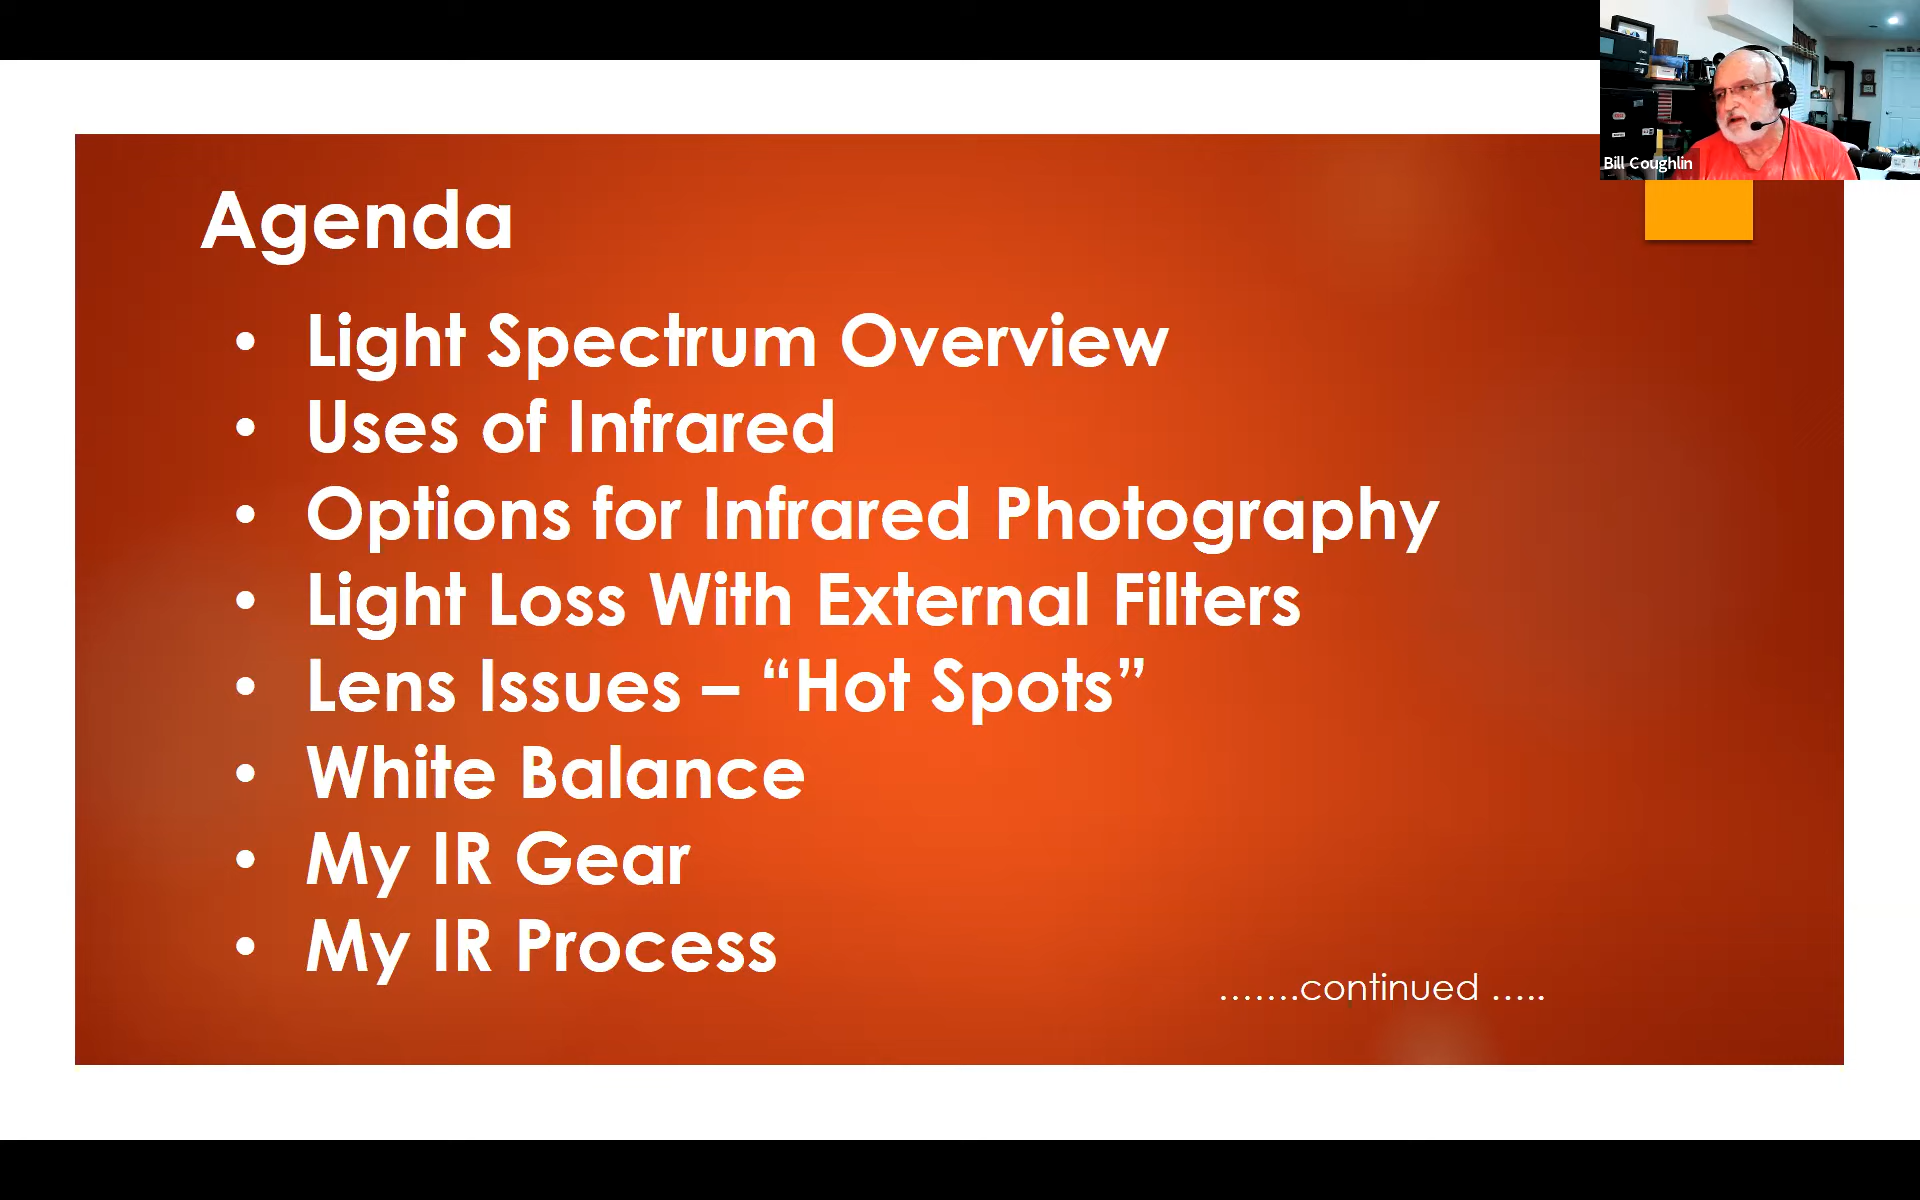 Bill Coughlin
Agenda
• Light Spectrum Overview
• Uses of Infrared
• Options for Infrared Photography
• Light Loss With External Filters
• Lens Issues – “Hot Spots”
• White Balance
• My IR Gear
• My IR Process
.......continued .....